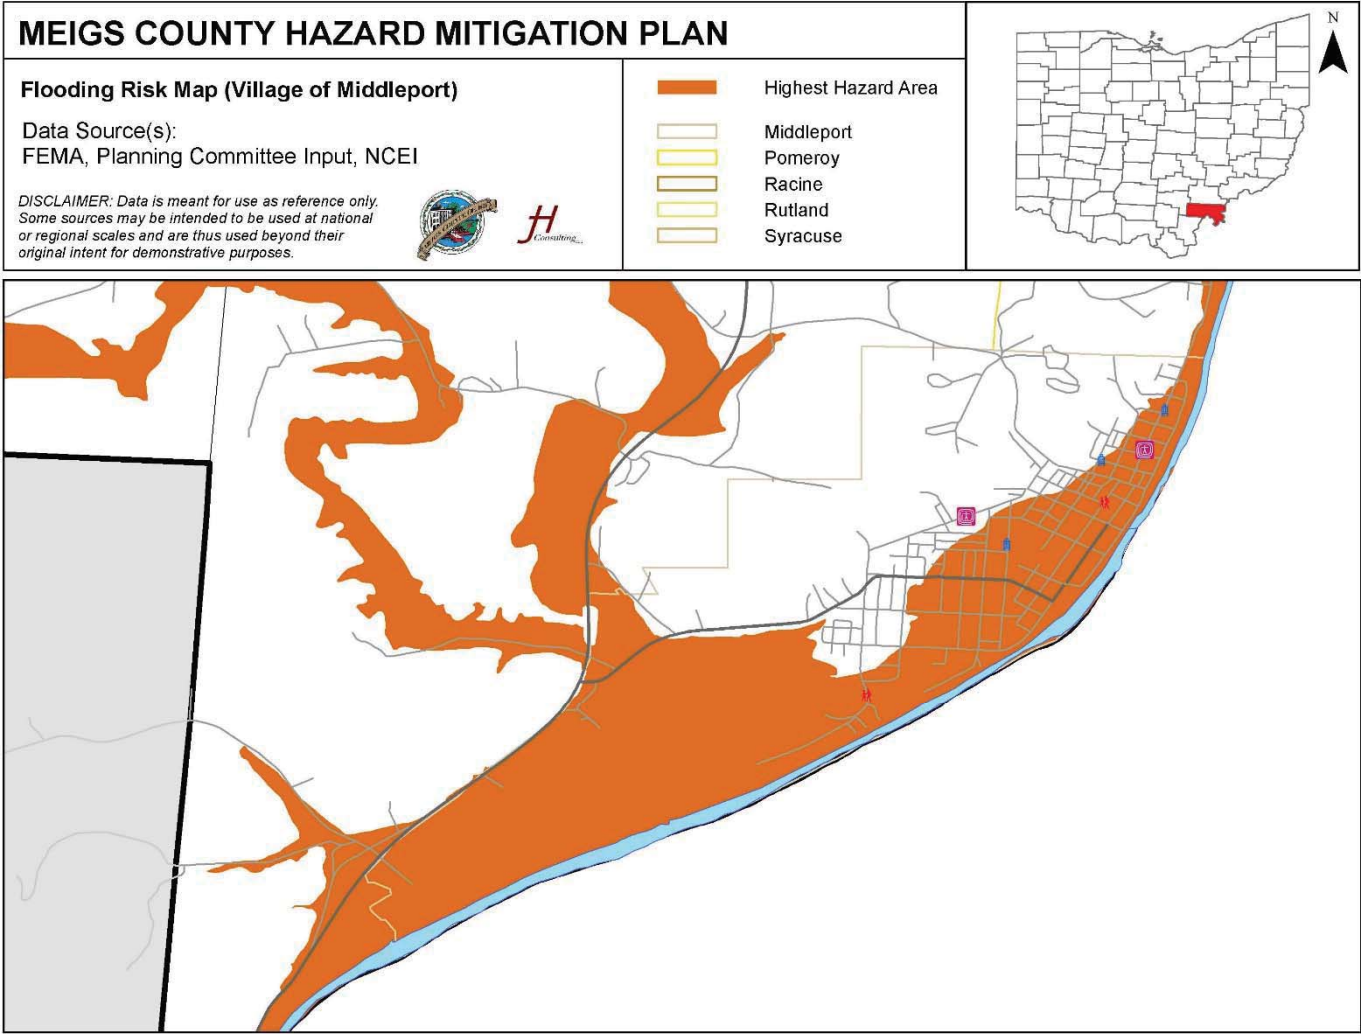 MEIGS COUNTY HAZARD MITIGATION PLAN
Flooding Risk Map (Village of Middleport)
Data Source(s):
FEMA, Planning Committee Input, NCEI
DISCLAIMER: Data is meant for use as reference only.
Some sources may be intended to be used at national
or regional scales and are thus used beyond their
original intent for demonstrative purposes.
JH
Consulting
Highest Hazard Area
Middleport
Pomeroy
Racine
Rutland
Syracuse
N